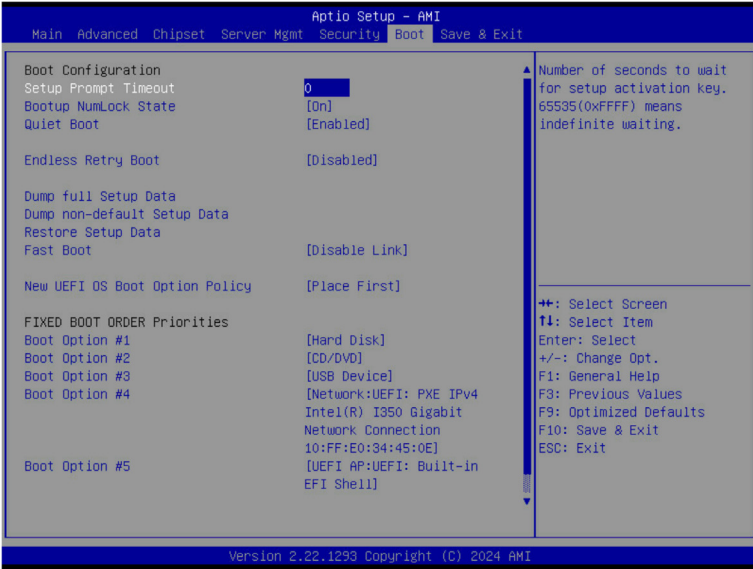 Aptio Setup - AMI
Main Advanced Chipset Server Mgmt Security Boot Save & Exit
Boot Configuration
Setup Prompt Timeout 0
Bootup NumLock State [On]
Quiet Boot [Enabled]
Endless Retry Boot [Disabled]
Dump full Setup Data
Dump non-default Setup Data
Restore Setup Data
Fast Boot [Disable Link]
New UEFI OS Boot Option Policy [Place First]
FIXED BOOT ORDER Priorities
Boot Option #1 [Hard Disk]
Boot Option #2 [CD/DVD]
Boot Option #3 [USB Device]
Boot Option #4 [Network:UEFI: PXE IPv4
Intel(R) I350 Gigabit
Network Connection
10:FF:E0:34:45:0E]
Boot Option #5 [UEFI AP:UEFI: Built-in
EFI Shell]
Number of seconds to wait
for setup activation key.
65535(0xFFFF) means
indefinite waiting.
→←: Select Screen
↑↓: Select Item
Enter: Select
+/-: Change Opt.
F1: General Help
F3: Previous Values
F9: Optimized Defaults
F10: Save & Exit
ESC: Exit
Version 2.22.1293 Copyright (C) 2024 AMI